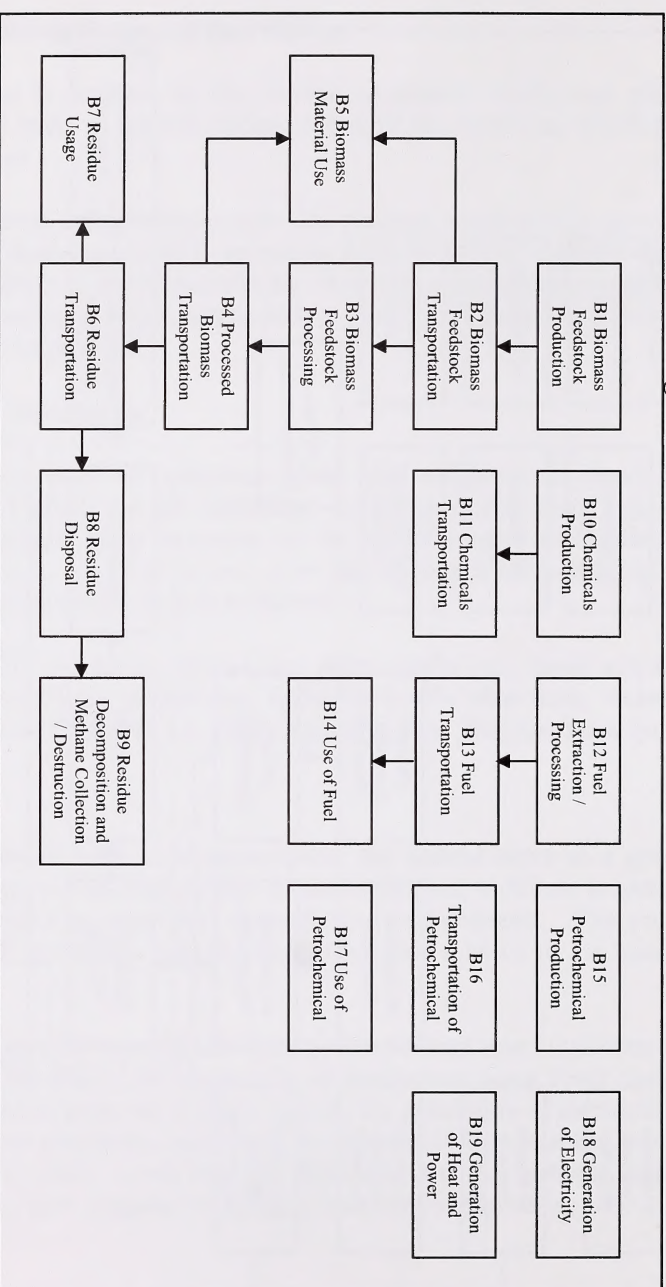 B1 Biomass
Feedstock
Production
B2 Biomass
Feedstock
Transportation
B3 Biomass
Feedstock
Processing
B4 Processed
Biomass
Transportation
B5 Biomass
Material Use
B6 Residue
Transportation
B7 Residue
Usage
B8 Residue
Disposal
B9 Residue
Decomposition and
Methane Collection
/ Destruction
B10 Chemicals
Production
B11 Chemicals
Transportation
B12 Fuel
Extraction /
Processing
B13 Fuel
Transportation
B14 Use of Fuel
B15
Petrochemical
Production
B16
Transportation of
Petrochemical
B17 Use of
Petrochemical
B18 Generation
of Electricity
B19 Generation
of Heat and
Power